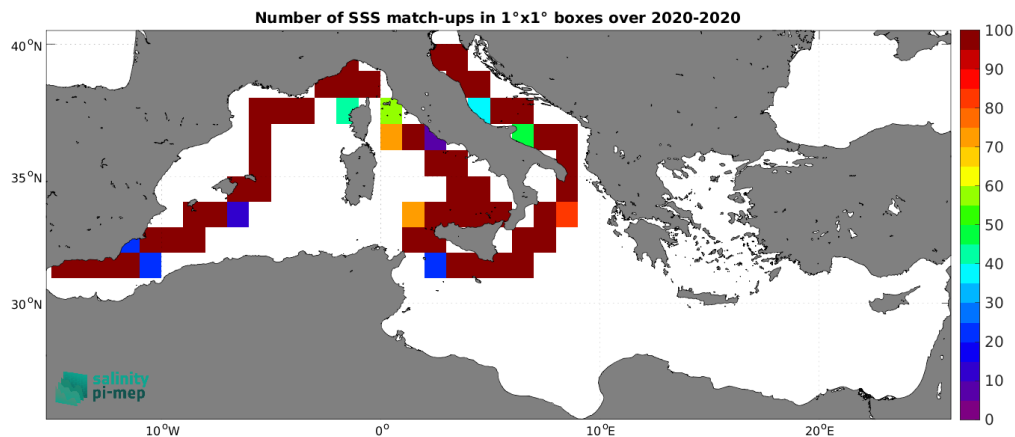 Number of SSS match-ups in 1°x1° boxes over 2020-2020
40°N
35°N
30°N
10°W
0°
10°E
20°E
100
90
80
70
60
50
40
30
20
10
0
salinity
pi-mep